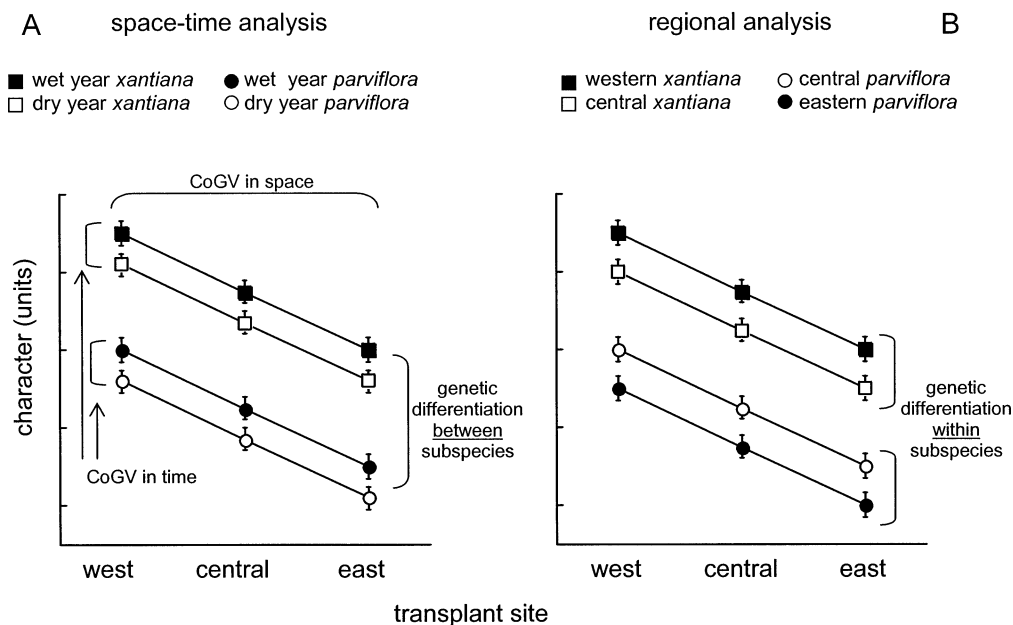 A
space-time analysis
wet year xantiana
wet year parviflora
dry year xantiana
dry year parviflora
CoGV in space
character (units)
CoGV in time
genetic
differentiation
between
subspecies
west central east
regional analysis
B
western xantiana
central parviflora
central xantiana
eastern parviflora
genetic
differentiation
within
subspecies
west central east
transplant site